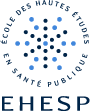 ÉCOLE DES HAUTES ÉTUDES
EN SANTÉ PUBLIQUE
EHESP